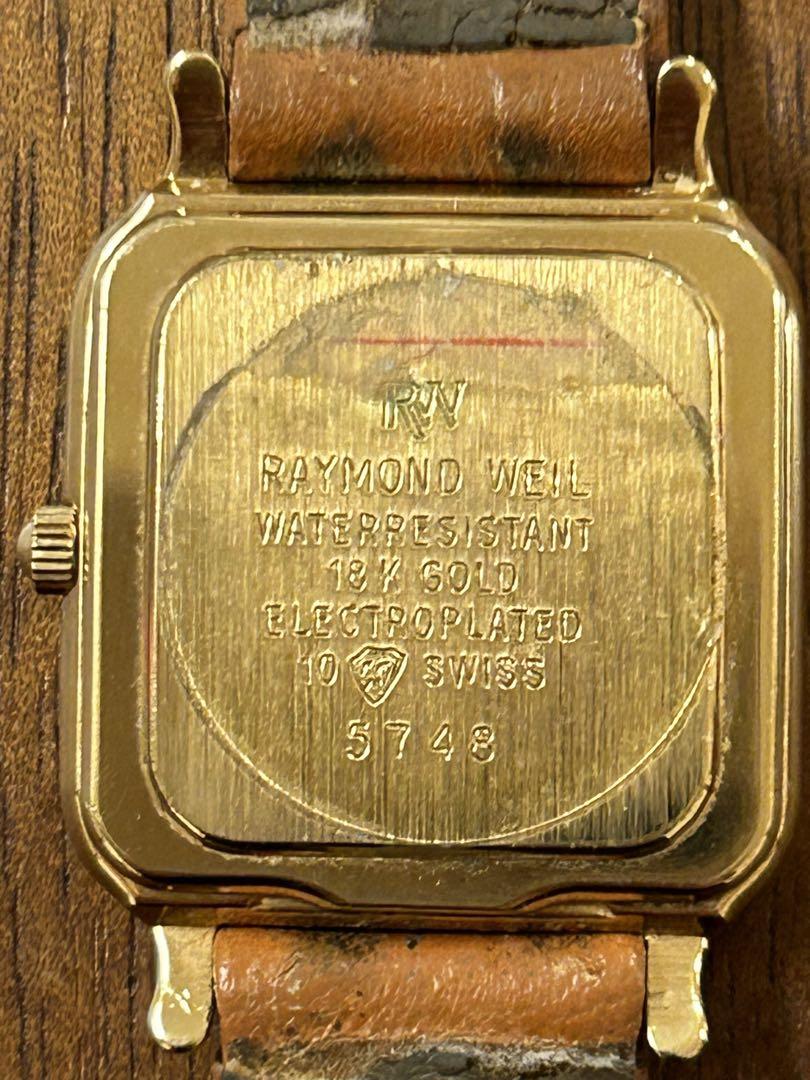 RW
RAYMOND WEIL
WATERRESISTANT
18 K GOLD
ELECTROPLATED
10 SWISS
5748